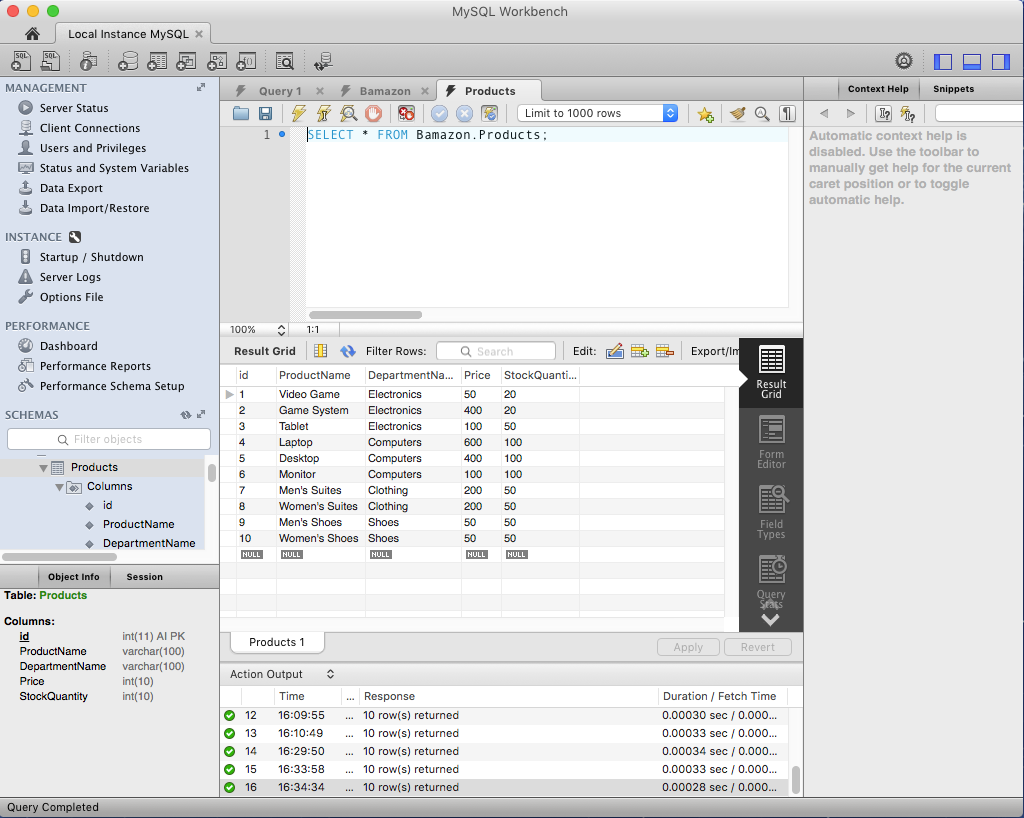 MySQL Workbench
Local Instance MySQL
MANAGEMENT
Server Status
Client Connections
Users and Privileges
Status and System Variables
Data Export
Data Import/Restore
INSTANCE
Startup / Shutdown
Server Logs
Options File
PERFORMANCE
Dashboard
Performance Reports
Performance Schema Setup
SCHEMAS
Filter objects
Products
Columns
id
ProductName
DepartmentName
Object Info Session
Table: Products
Columns:
id int(11) AI PK
ProductName varchar(100)
DepartmentName varchar(100)
Price int(10)
StockQuantity int(10)
Query 1 Bamazon Products
Limit to 1000 rows
1 SELECT * FROM Bamazon.Products;
100% 1:1
Result Grid Filter Rows: Search Edit: Export/Im
id ProductName DepartmentNa... Price StockQuanti...
1 Video Game Electronics 50 20
2 Game System Electronics 400 20
3 Tablet Electronics 100 50
4 Laptop Computers 600 100
5 Desktop Computers 400 100
6 Monitor Computers 100 100
7 Men's Suites Clothing 200 50
8 Women's Suites Clothing 200 50
9 Men's Shoes Shoes 50 50
10 Women's Shoes Shoes 50 50
NULL NULL NULL NULL NULL
Result
Grid
Form
Editor
Field
Types
Query
Stats
Products 1
Apply Revert
Action Output
Time ... Response Duration / Fetch Time
12 16:09:55 ... 10 row(s) returned 0.00030 sec / 0.000...
13 16:10:49 ... 10 row(s) returned 0.00033 sec / 0.000...
14 16:29:50 ... 10 row(s) returned 0.00034 sec / 0.000...
15 16:33:58 ... 10 row(s) returned 0.00033 sec / 0.000...
16 16:34:34 ... 10 row(s) returned 0.00028 sec / 0.000...
Context Help Snippets
Automatic context help is
disabled. Use the toolbar to
manually get help for the current
caret position or to toggle
automatic help.
Query Completed